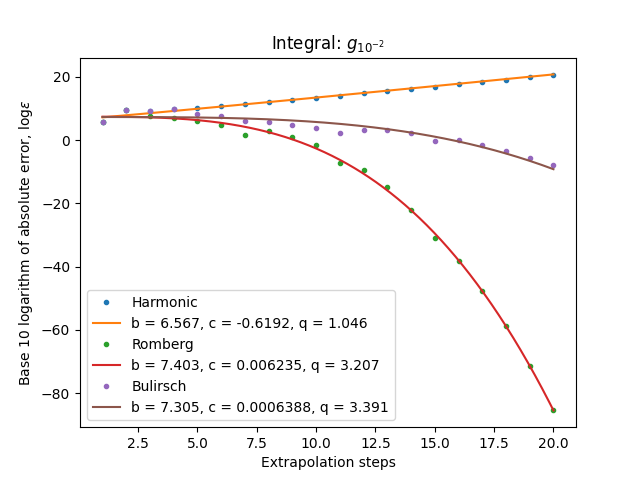 Integral: g₁₀₋₂
Base 10 logarithm of absolute error, logε
20
0
−20
−40
−60
−80
Harmonic
b = 6.567, c = -0.6192, q = 1.046
Romberg
b = 7.403, c = 0.006235, q = 3.207
Bulirsch
b = 7.305, c = 0.0006388, q = 3.391
2.5 5.0 7.5 10.0 12.5 15.0 17.5 20.0
Extrapolation steps